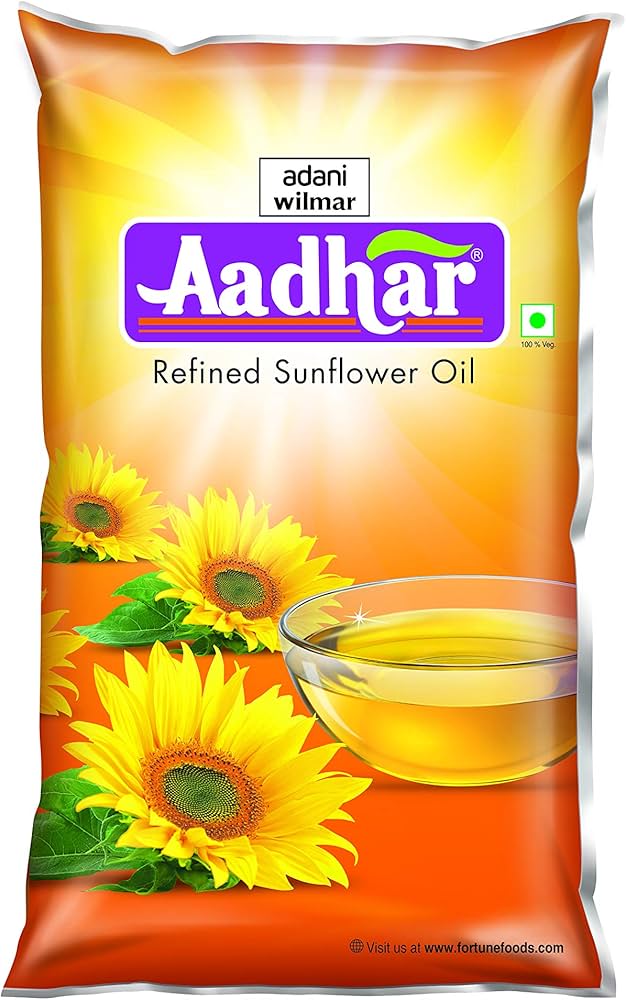 adani
wilmar
Aadhar®
100 % Veg.
Refined Sunflower Oil
Visit us at www.fortunefoods.com